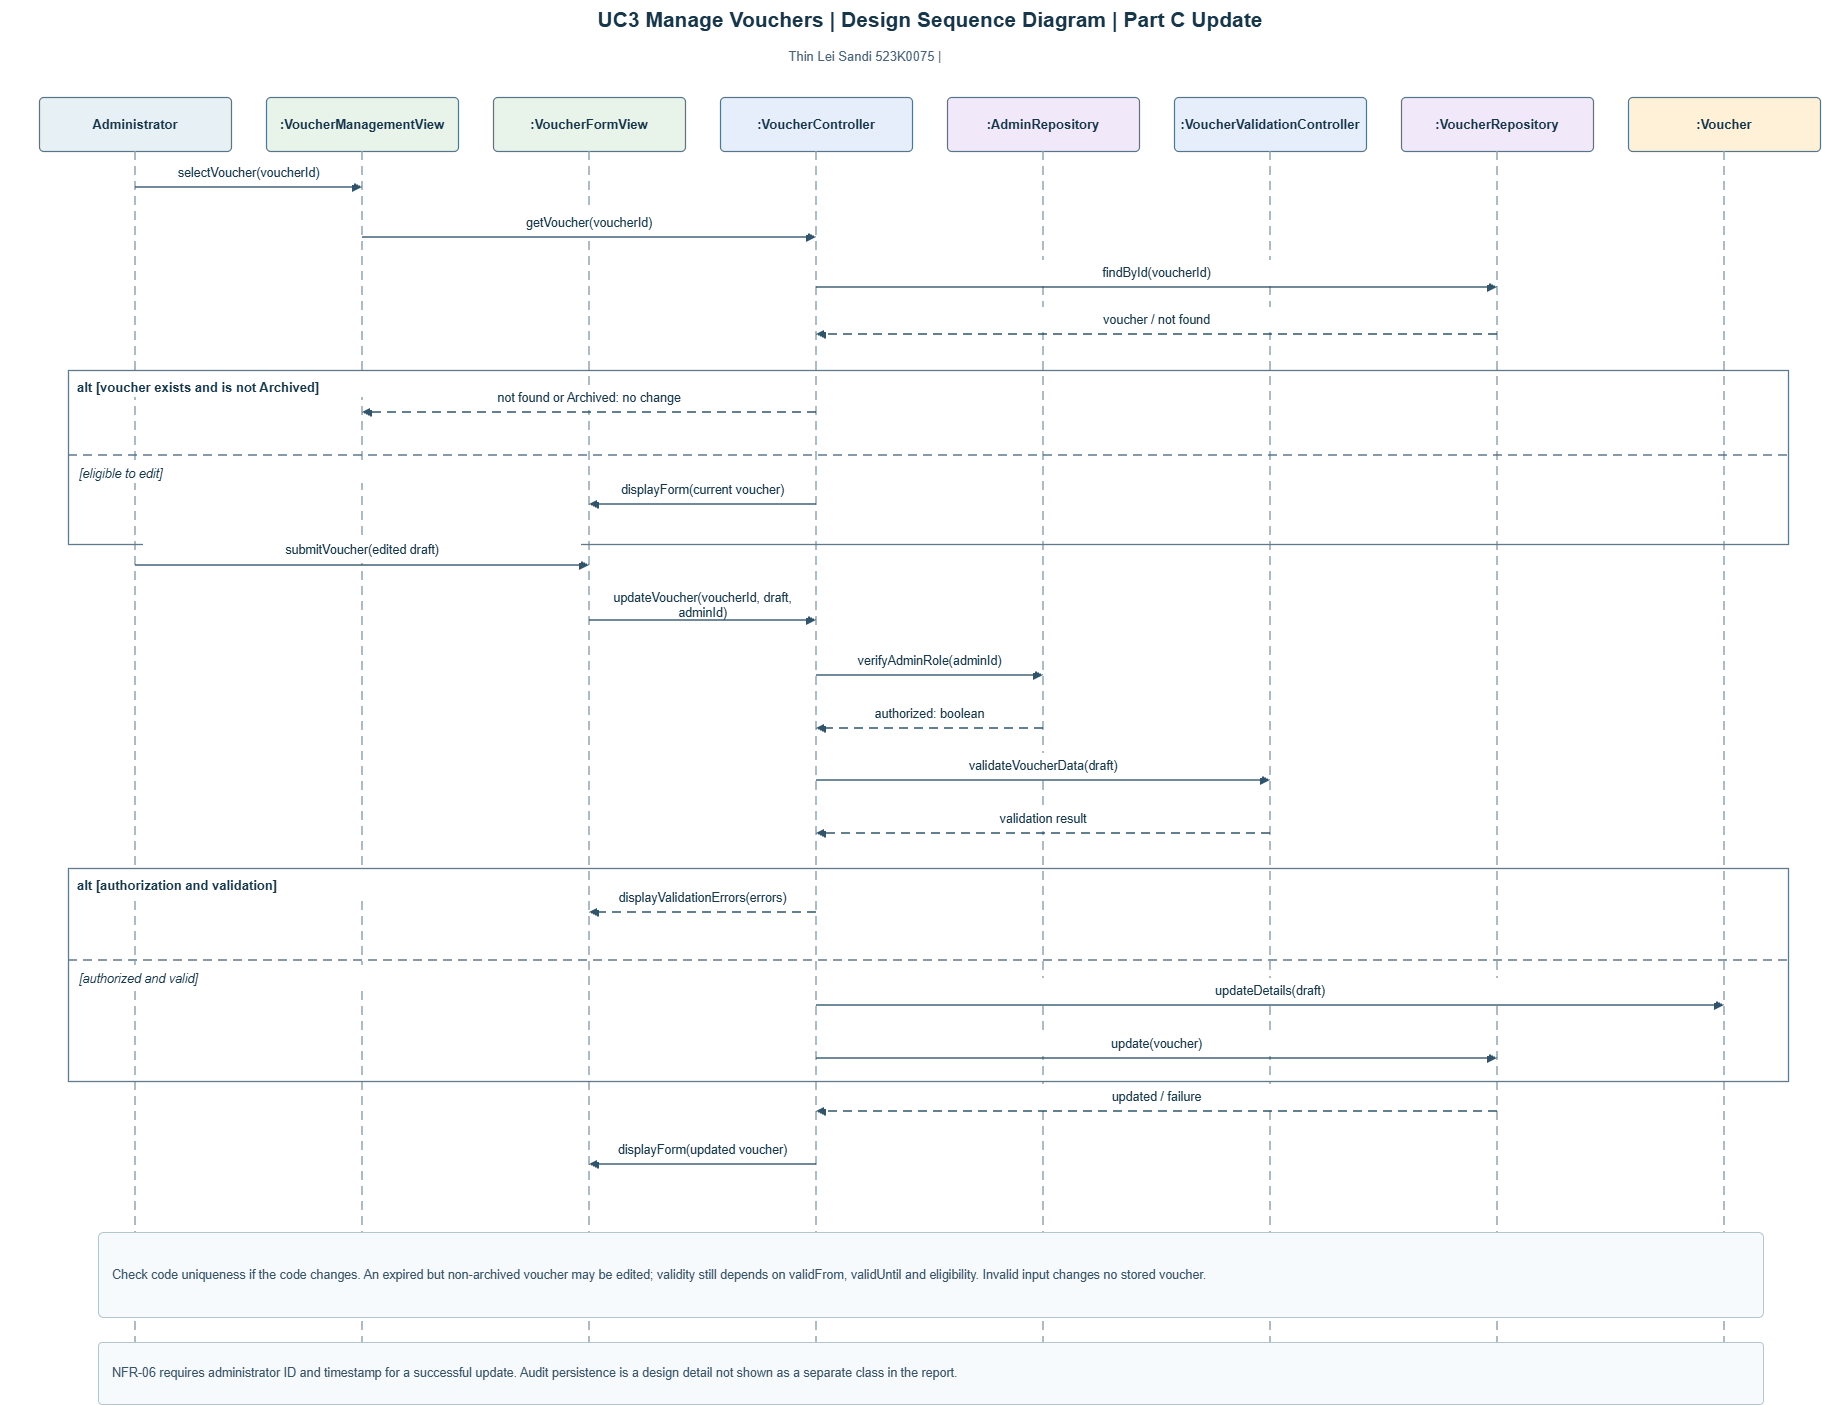 UC3 Manage Vouchers | Design Sequence Diagram | Part C Update
Thin Lei Sandi 523K0075 |
Administrator
:VoucherManagementView
:VoucherFormView
:VoucherController
:AdminRepository
:VoucherValidationController
:VoucherRepository
:Voucher
selectVoucher(voucherId)
getVoucher(voucherId)
findById(voucherId)
voucher / not found
alt [voucher exists and is not Archived]
not found or Archived: no change
[eligible to edit]
displayForm(current voucher)
submitVoucher(edited draft)
updateVoucher(voucherId, draft,
adminId)
verifyAdminRole(adminId)
authorized: boolean
validateVoucherData(draft)
validation result
alt [authorization and validation]
displayValidationErrors(errors)
[authorized and valid]
updateDetails(draft)
update(voucher)
updated / failure
displayForm(updated voucher)
Check code uniqueness if the code changes. An expired but non-archived voucher may be edited; validity still depends on validFrom, validUntil and eligibility. Invalid input changes no stored voucher.
NFR-06 requires administrator ID and timestamp for a successful update. Audit persistence is a design detail not shown as a separate class in the report.